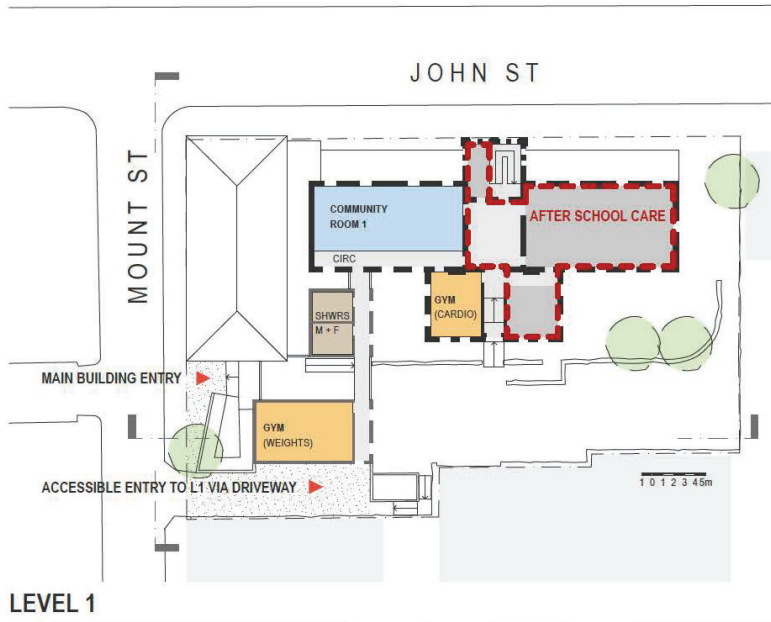 JOHN ST
MOUNT ST
COMMUNITY
ROOM 1
AFTER SCHOOL CARE
CIRC
GYM
(CARDIO)
SHWRS
M + F
MAIN BUILDING ENTRY
GYM
(WEIGHTS)
ACCESSIBLE ENTRY TO L1 VIA DRIVEWAY
1 0 1 2 3 4 5m
LEVEL 1